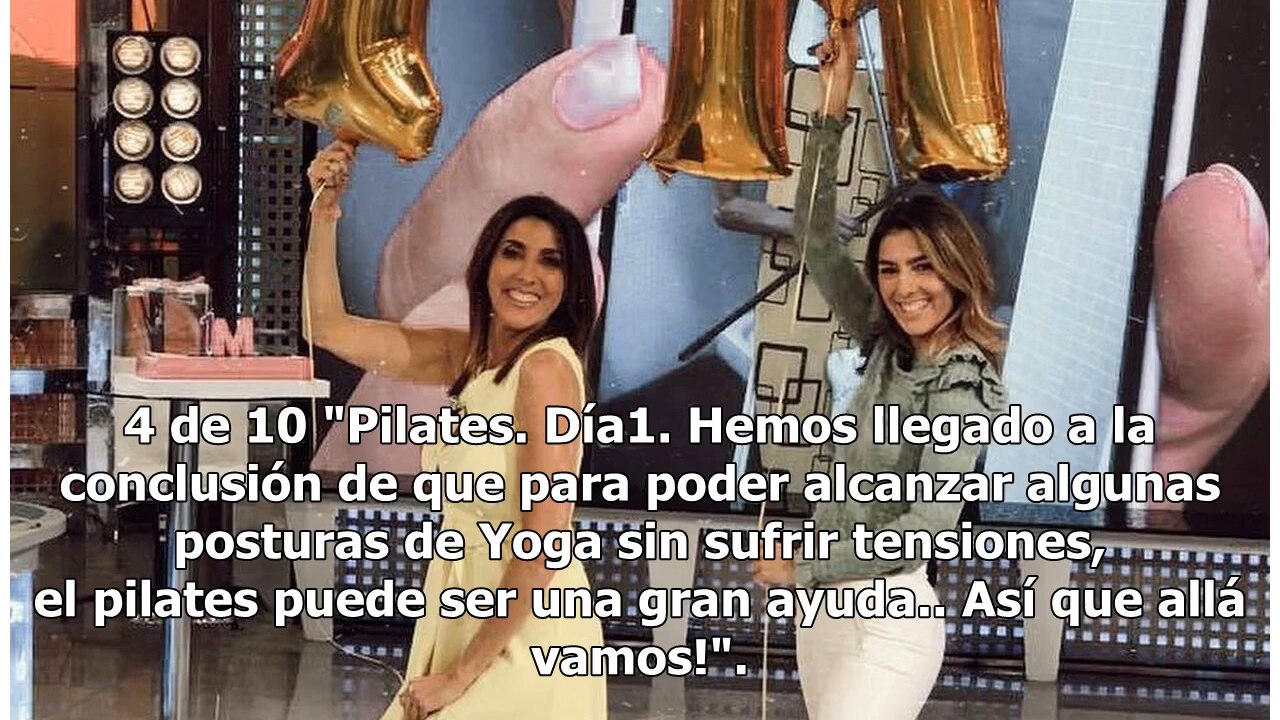 M
4 de 10 "Pilates. Día1. Hemos llegado a la
conclusión de que para poder alcanzar algunas
posturas de Yoga sin sufrir tensiones,
el pilates puede ser una gran ayuda.. Así que allá
vamos!".